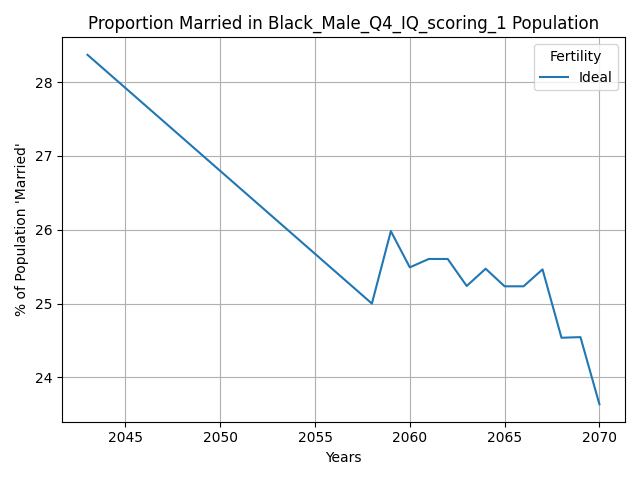 Proportion Married in Black_Male_Q4_IQ_scoring_1 Population
Fertility
Ideal
% of Population 'Married'
28
27
26
25
24
2045 2050 2055 2060 2065 2070
Years